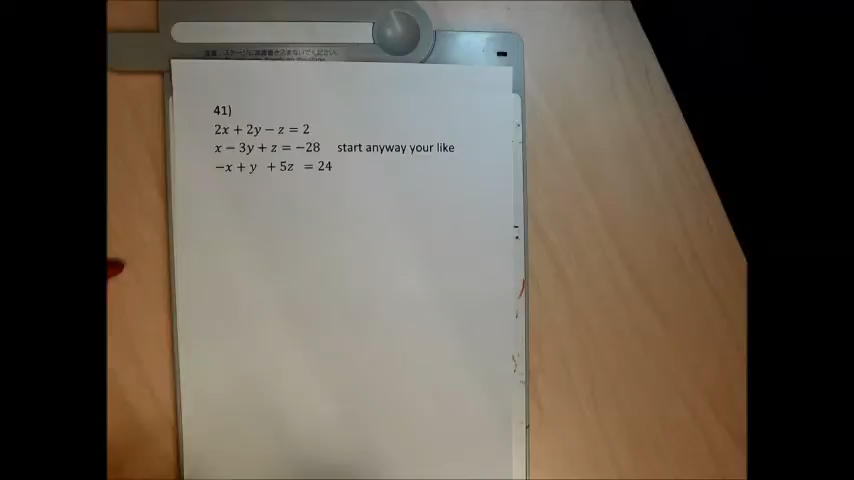 41)
2x + 2y − z = 2
x − 3y + z = −28 start anyway your like
−x + y + 5z = 24